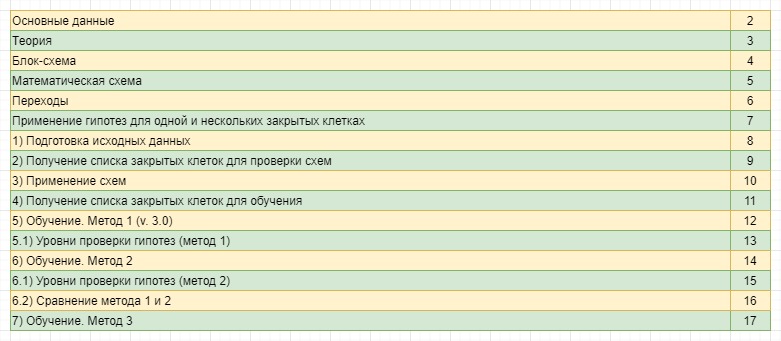 Основные данные 2
Теория 3
Блок-схема 4
Математическая схема 5
Переходы 6
Применение гипотез для одной и нескольких закрытых клетках 7
1) Подготовка исходных данных 8
2) Получение списка закрытых клеток для проверки схем 9
3) Применение схем 10
4) Получение списка закрытых клеток для обучения 11
5) Обучение. Метод 1 (v. 3.0) 12
5.1) Уровни проверки гипотез (метод 1) 13
6) Обучение. Метод 2 14
6.1) Уровни проверки гипотез (метод 2) 15
6.2) Сравнение метода 1 и 2 16
7) Обучение. Метод 3 17